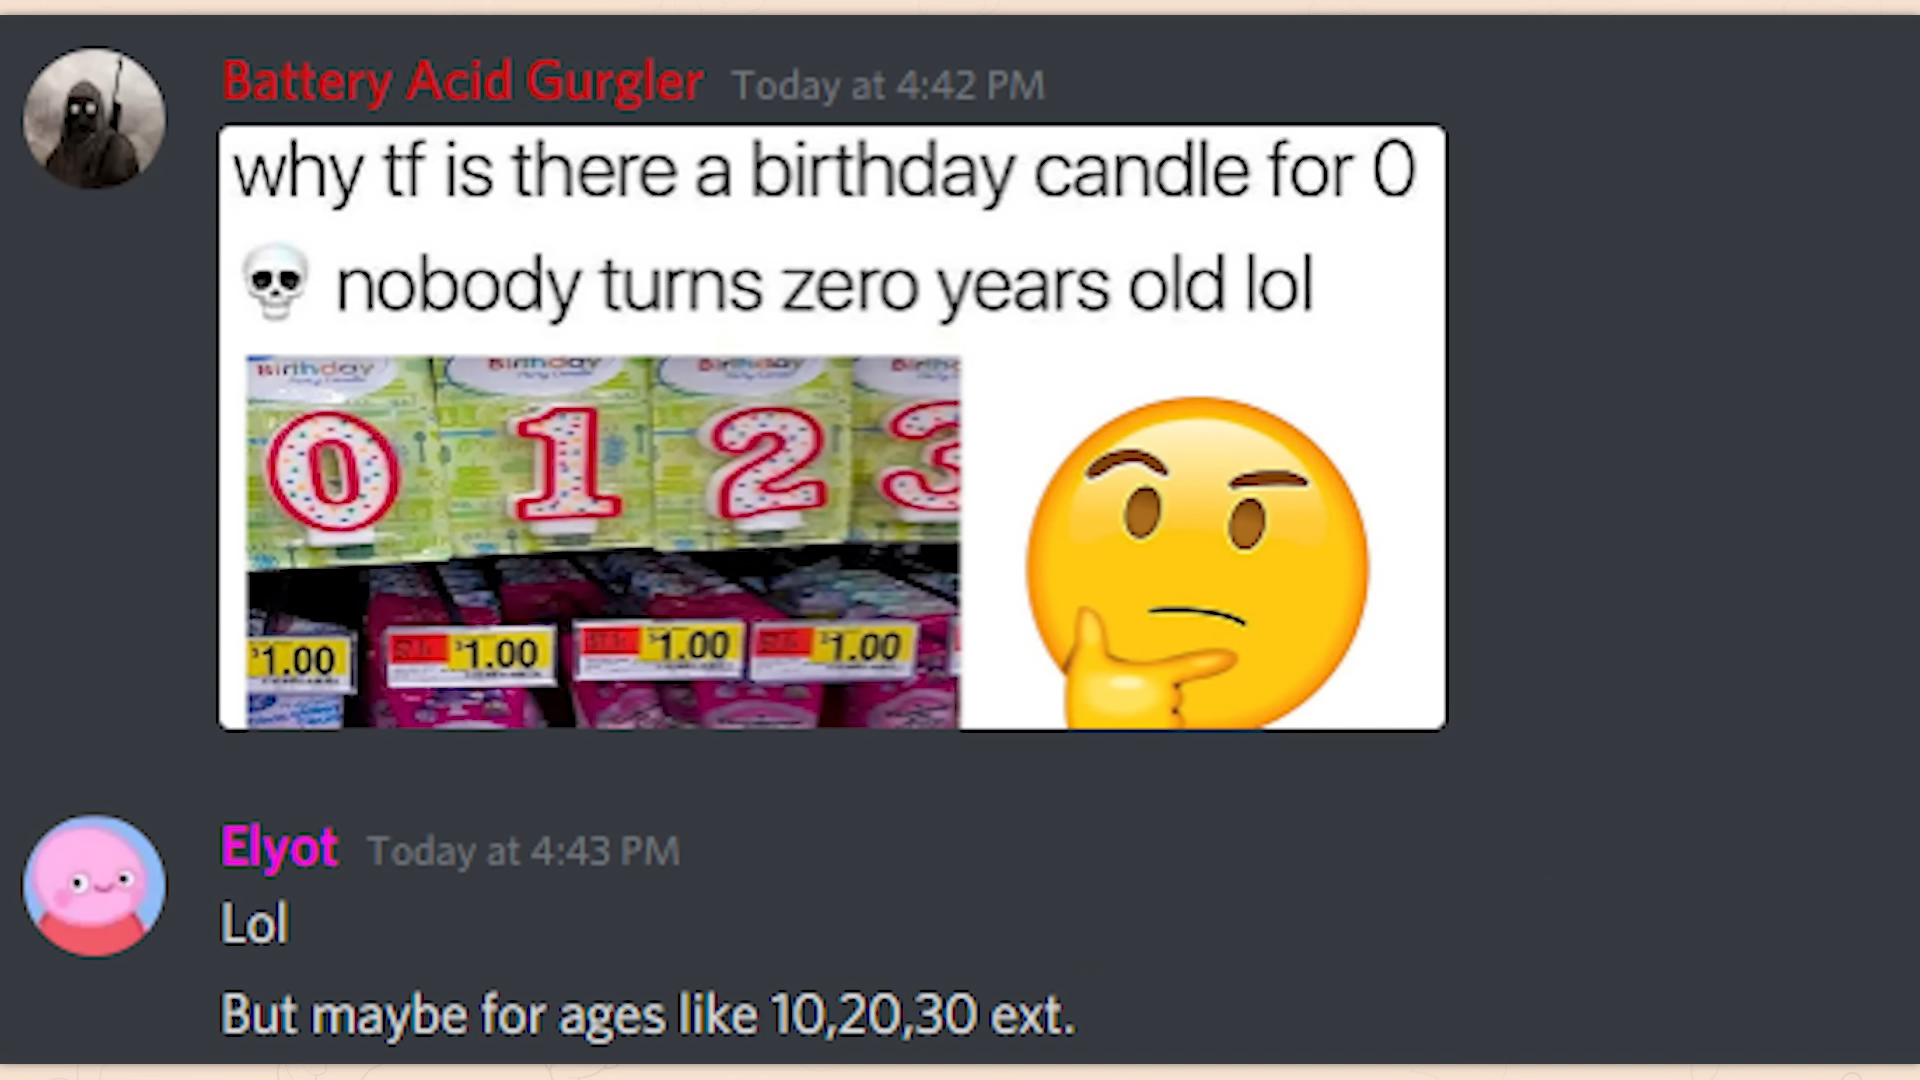 Battery Acid Gurgler Today at 4:42 PM
why tf is there a birthday candle for 0
💀 nobody turns zero years old lol
Birthday Birthday Birthday
0 1 2 3
$1.00 $1.00 $1.00 $1.00
Elyot Today at 4:43 PM
Lol
But maybe for ages like 10,20,30 ext.